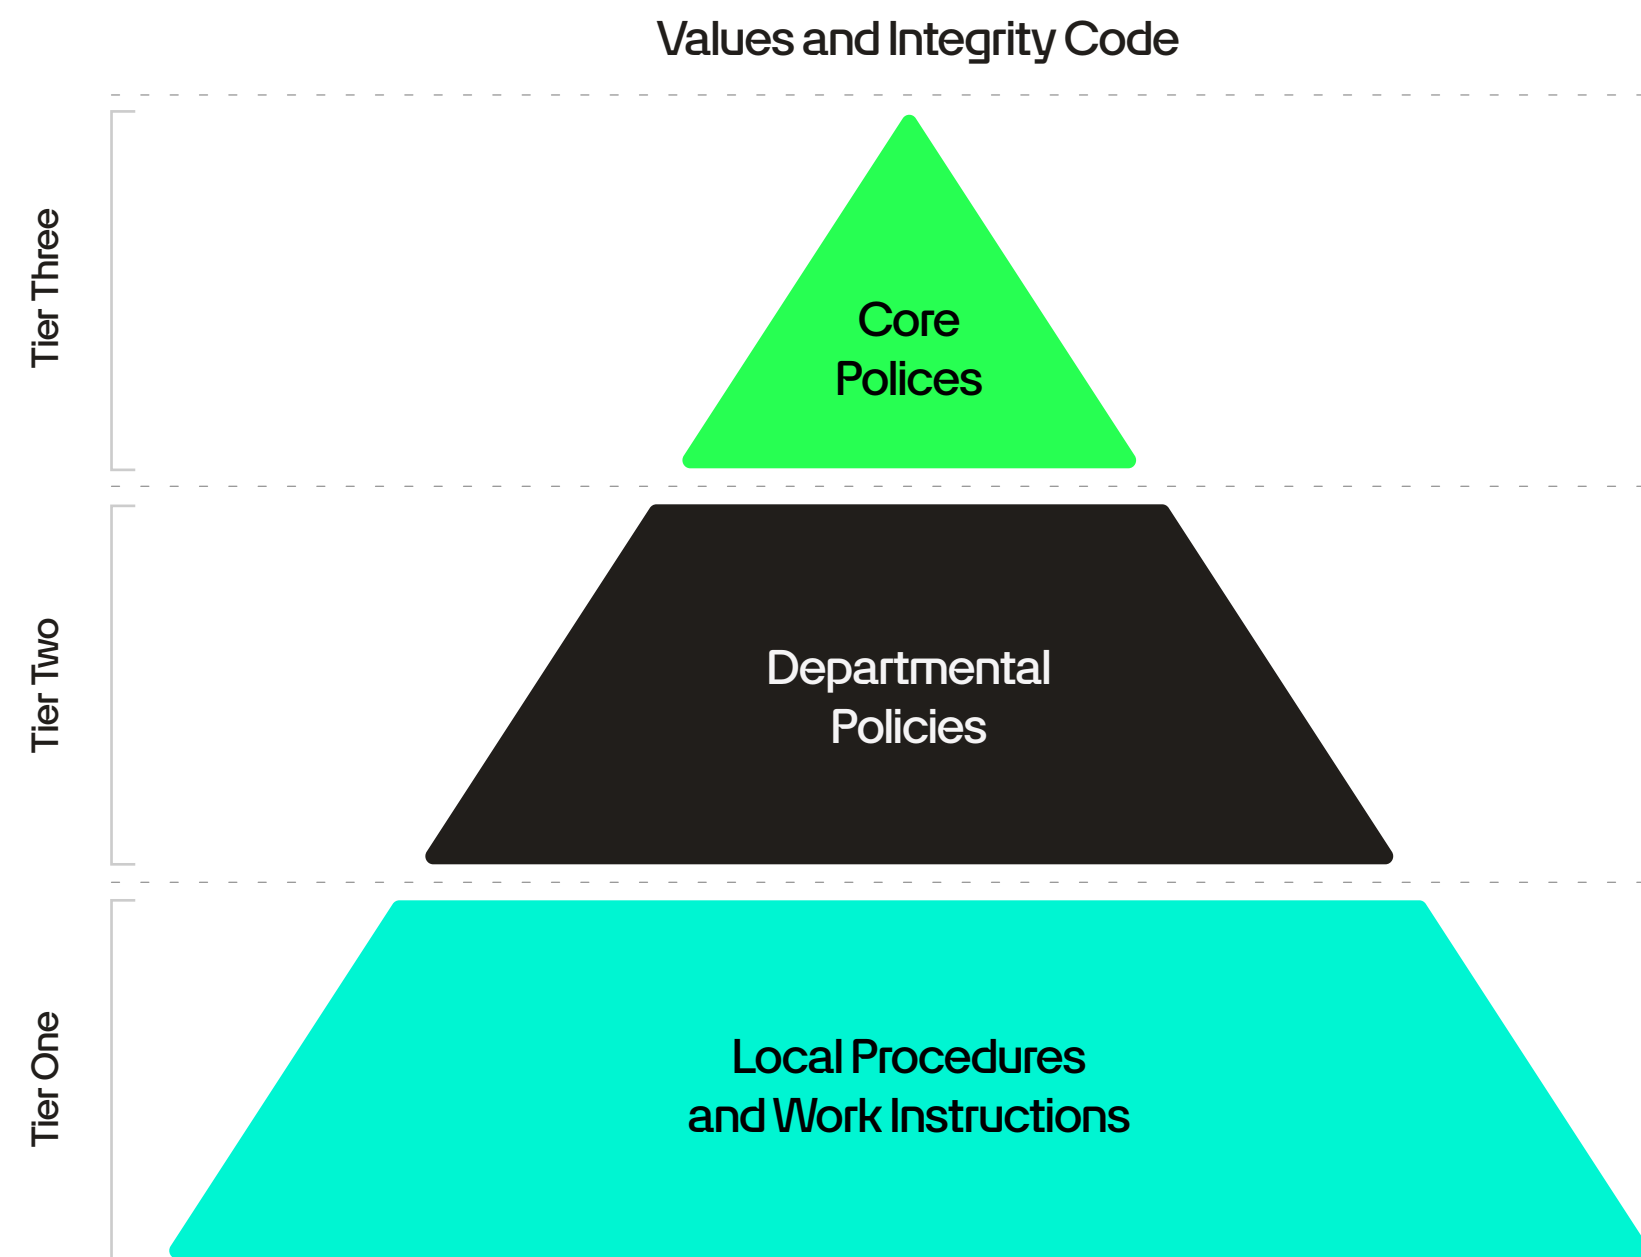 Values and Integrity Code
Tier Three
Core
Polices
Tier Two
Departmental
Policies
Tier One
Local Procedures
and Work Instructions